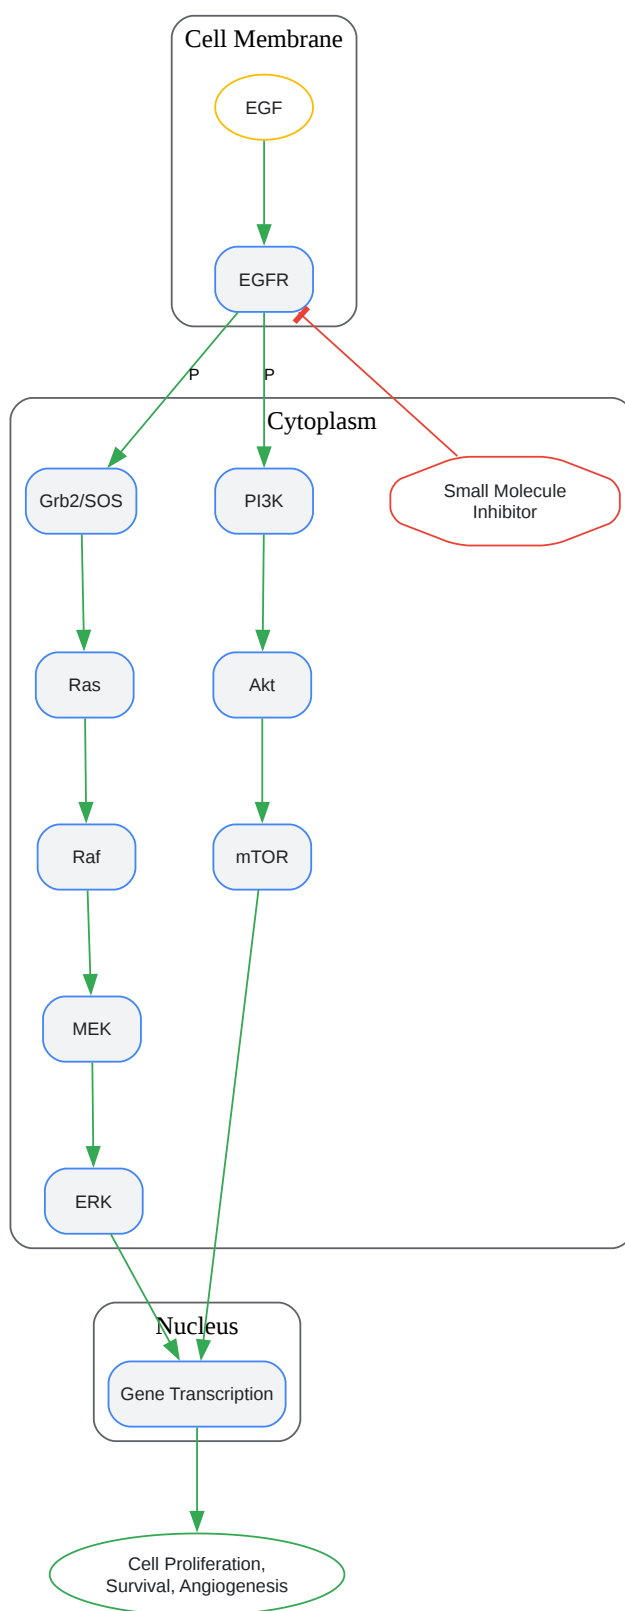 Cell Membrane
EGF
EGFR
P
P
Cytoplasm
Grb2/SOS
PI3K
Small Molecule
Inhibitor
Ras
Akt
Raf
mTOR
MEK
ERK
Nucleus
Gene Transcription
Cell Proliferation,
Survival, Angiogenesis